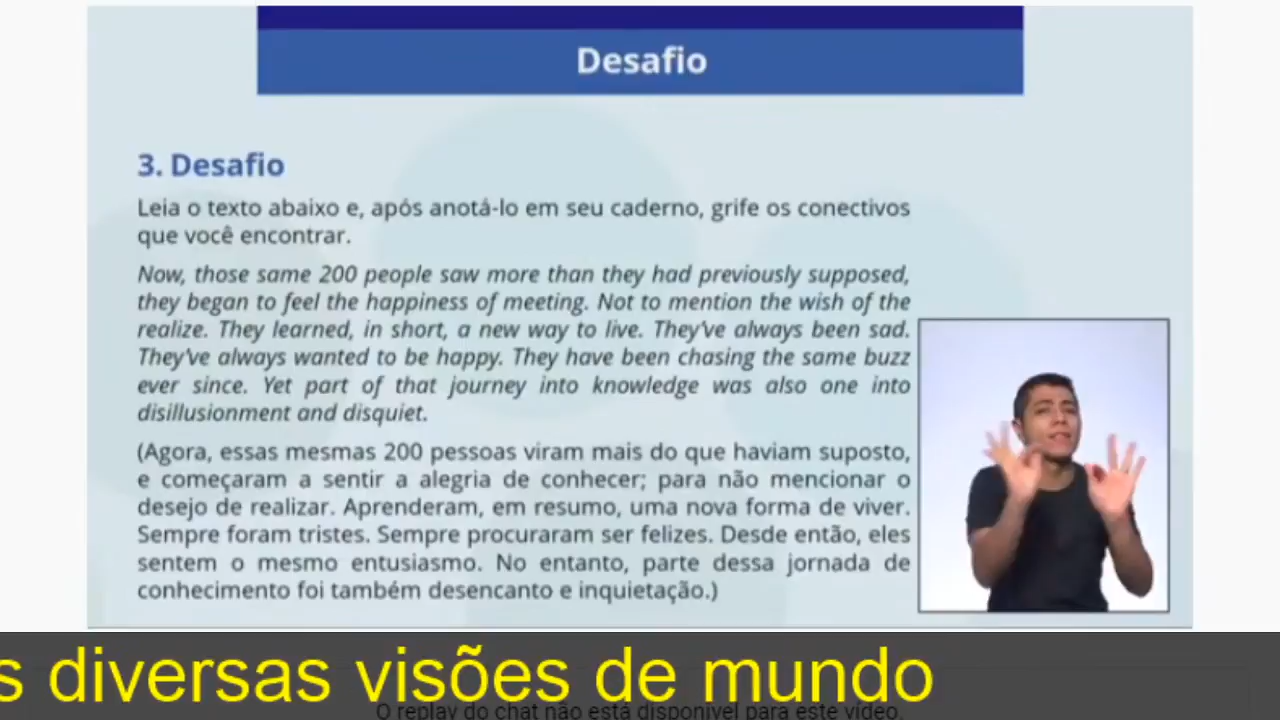 Desafio
3. Desafio
Leia o texto abaixo e, após anotá-lo em seu caderno, grife os conectivos
que você encontrar.
Now, those same 200 people saw more than they had previously supposed,
they began to feel the happiness of meeting. Not to mention the wish of the
realize. They learned, in short, a new way to live. They've always been sad.
They've always wanted to be happy. They have been chasing the same buzz
ever since. Yet part of that journey into knowledge was also one into
disillusionment and disquiet.
(Agora, essas mesmas 200 pessoas viram mais do que haviam suposto,
e começaram a sentir a alegria de conhecer; para não mencionar o
desejo de realizar. Aprenderam, em resumo, uma nova forma de viver.
Sempre foram tristes. Sempre procuraram ser felizes. Desde então, eles
sentem o mesmo entusiasmo. No entanto, parte dessa jornada de
conhecimento foi também desencanto e inquietação.)
s diversas visões de mundo
O replay do chat não está disponível para este vídeo.